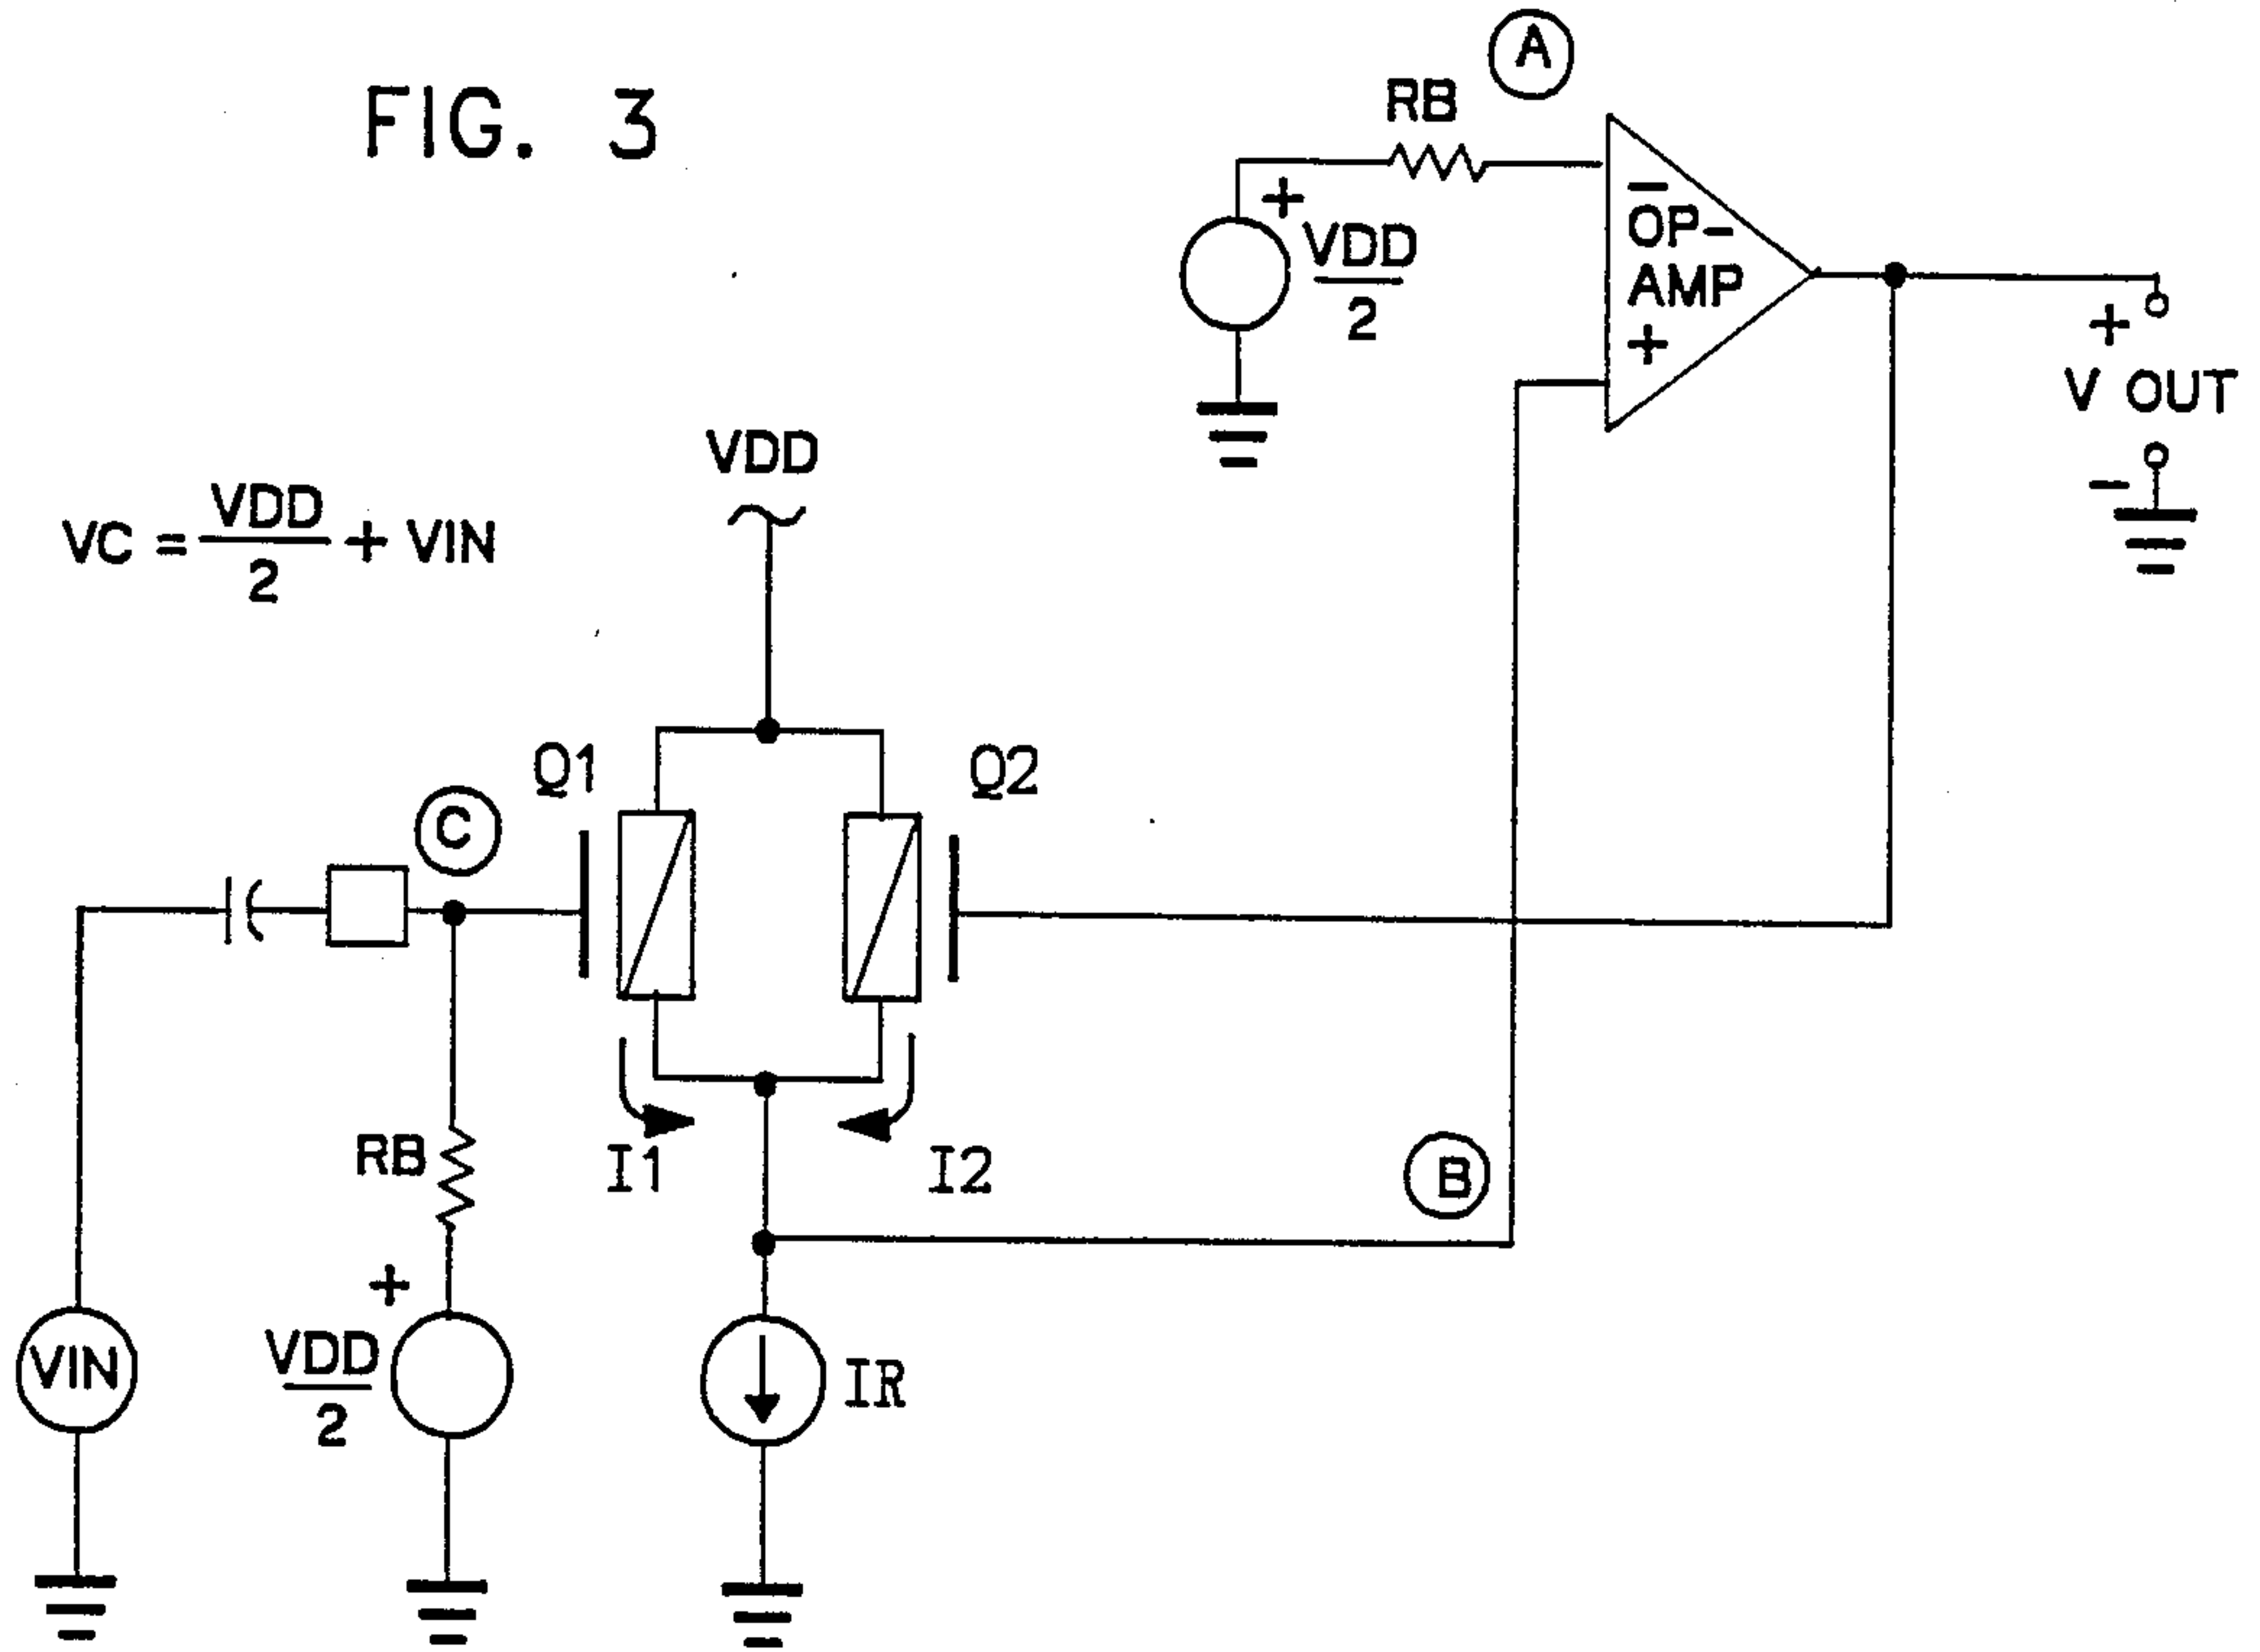 FIG. 3
A
RB
−
OP-
AMP
+
+
VDD
2
+
V OUT
−
VDD
VC = VDD/2 + VIN
Q1
Q2
C
RB
I1
I2
B
+
VDD
2
VIN
IR